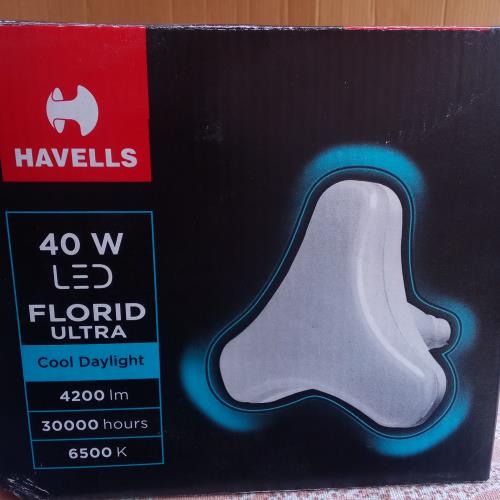 HAVELLS
40 W
LED
FLORID
ULTRA
Cool Daylight
4200 lm
30000 hours
6500 K